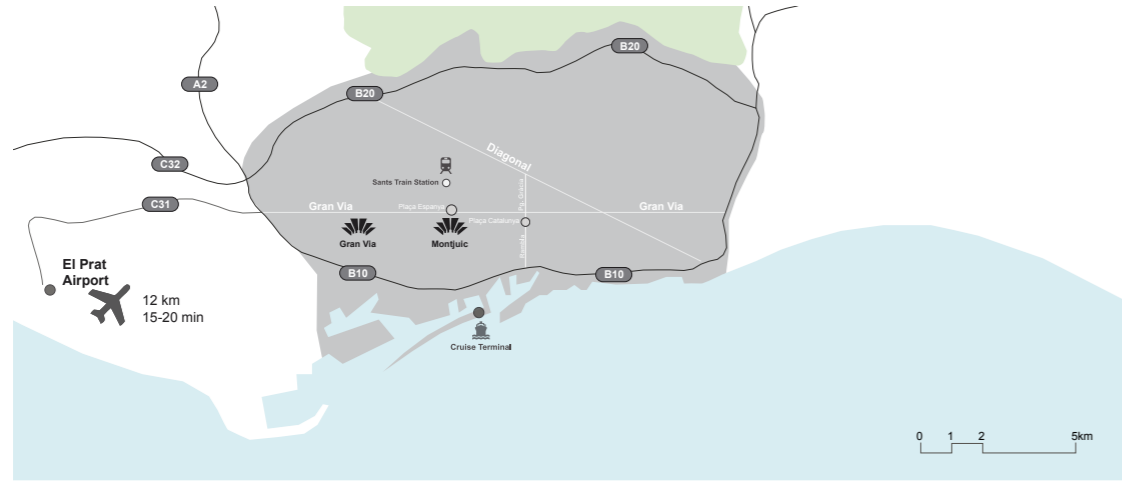 B20
B20
A2
Diagonal
C32
Sants Train Station
Pg. Gràcia
C31
Gran Via
Plaça Espanya
Gran Via
Plaça Catalunya
Gran Via
Montjuic
Rambla
El Prat
Airport
B10
B10
12 km
15-20 min
Cruise Terminal
0 1 2 5km